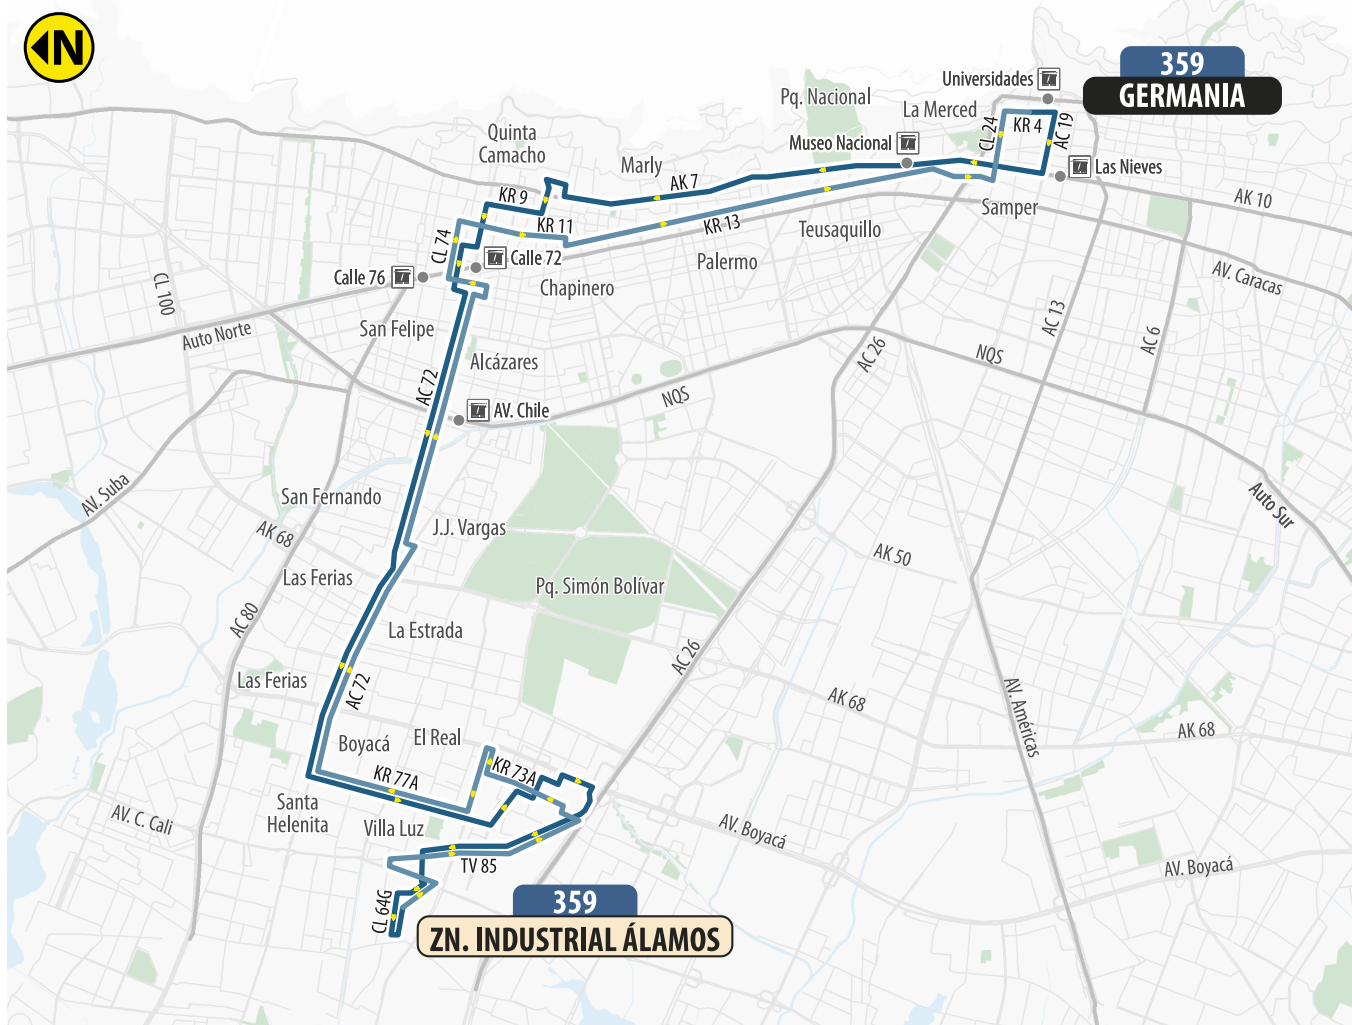 N
359
GERMANIA
Universidades
Pq. Nacional
La Merced
CL 24
KR 4
AC 19
Museo Nacional
Las Nieves
AK 10
Quinta
Camacho
Marly
AK 7
KR 9
KR 11
KR 13
Samper
Teusaquillo
Palermo
CL 74
Calle 72
Calle 76
Chapinero
AV. Caracas
CL 100
Auto Norte
San Felipe
Alcázares
AC 13
AC 6
AC 26
NQS
NQS
AC 72
AV. Chile
AV. Suba
San Fernando
Auto Sur
AK 68
J.J. Vargas
AK 50
Las Ferias
Pq. Simón Bolívar
AC 80
La Estrada
AC 26
Las Ferias
AC 72
AK 68
AV. Américas
AK 68
Boyacá
El Real
KR 77A
KR 73A
Santa
Helenita
AV. C. Cali
Villa Luz
AV. Boyacá
TV 85
AV. Boyacá
CL 64G
359
ZN. INDUSTRIAL ÁLAMOS